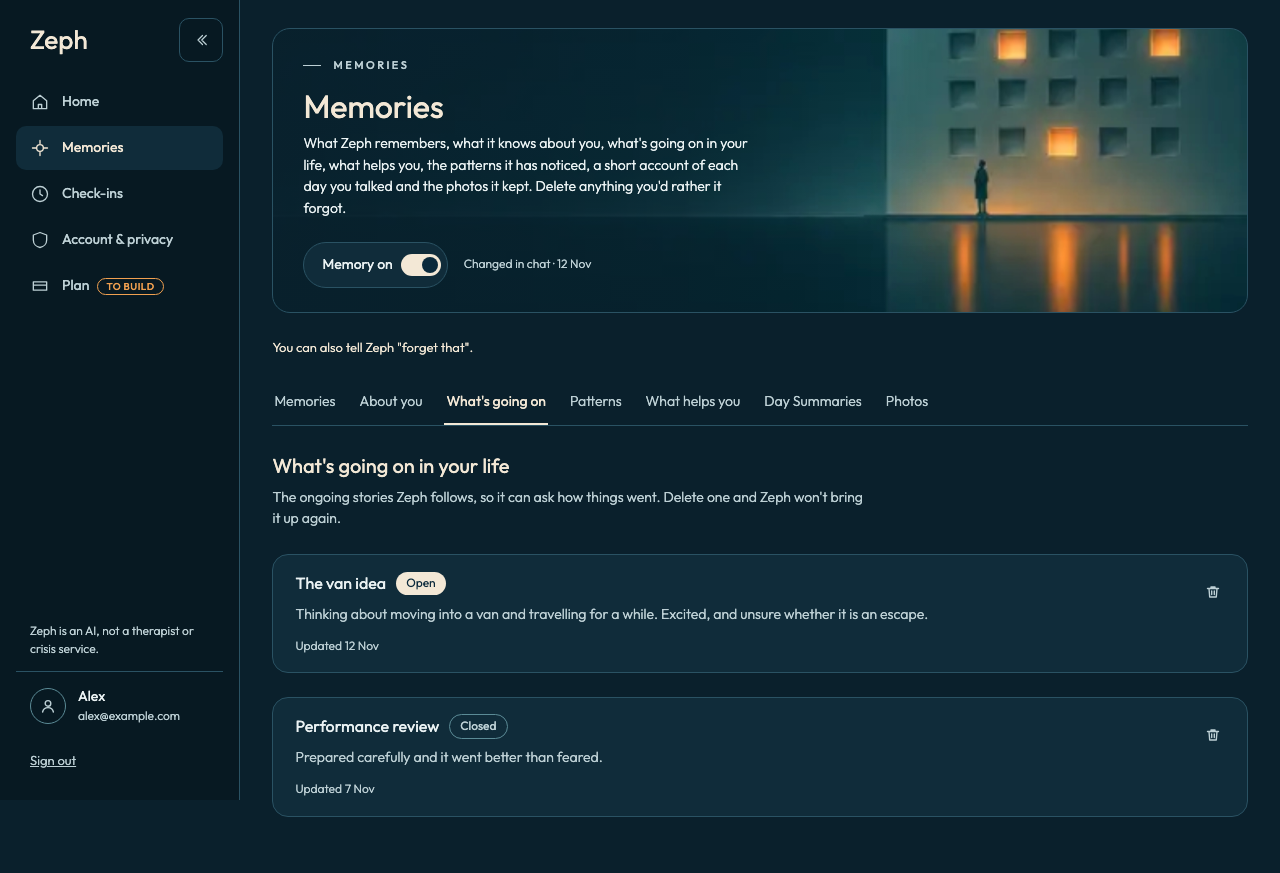 Zeph
Home
Memories
Check-ins
Account & privacy
Plan TO BUILD
Zeph is an AI, not a therapist or
crisis service.
Alex
alex@example.com
Sign out
MEMORIES
Memories
What Zeph remembers, what it knows about you, what's going on in your
life, what helps you, the patterns it has noticed, a short account of each
day you talked and the photos it kept. Delete anything you'd rather it
forgot.
Memory on
Changed in chat · 12 Nov
You can also tell Zeph "forget that".
Memories About you What's going on Patterns What helps you Day Summaries Photos
What's going on in your life
The ongoing stories Zeph follows, so it can ask how things went. Delete one and Zeph won't bring
it up again.
The van idea Open
Thinking about moving into a van and travelling for a while. Excited, and unsure whether it is an escape.
Updated 12 Nov
Performance review Closed
Prepared carefully and it went better than feared.
Updated 7 Nov